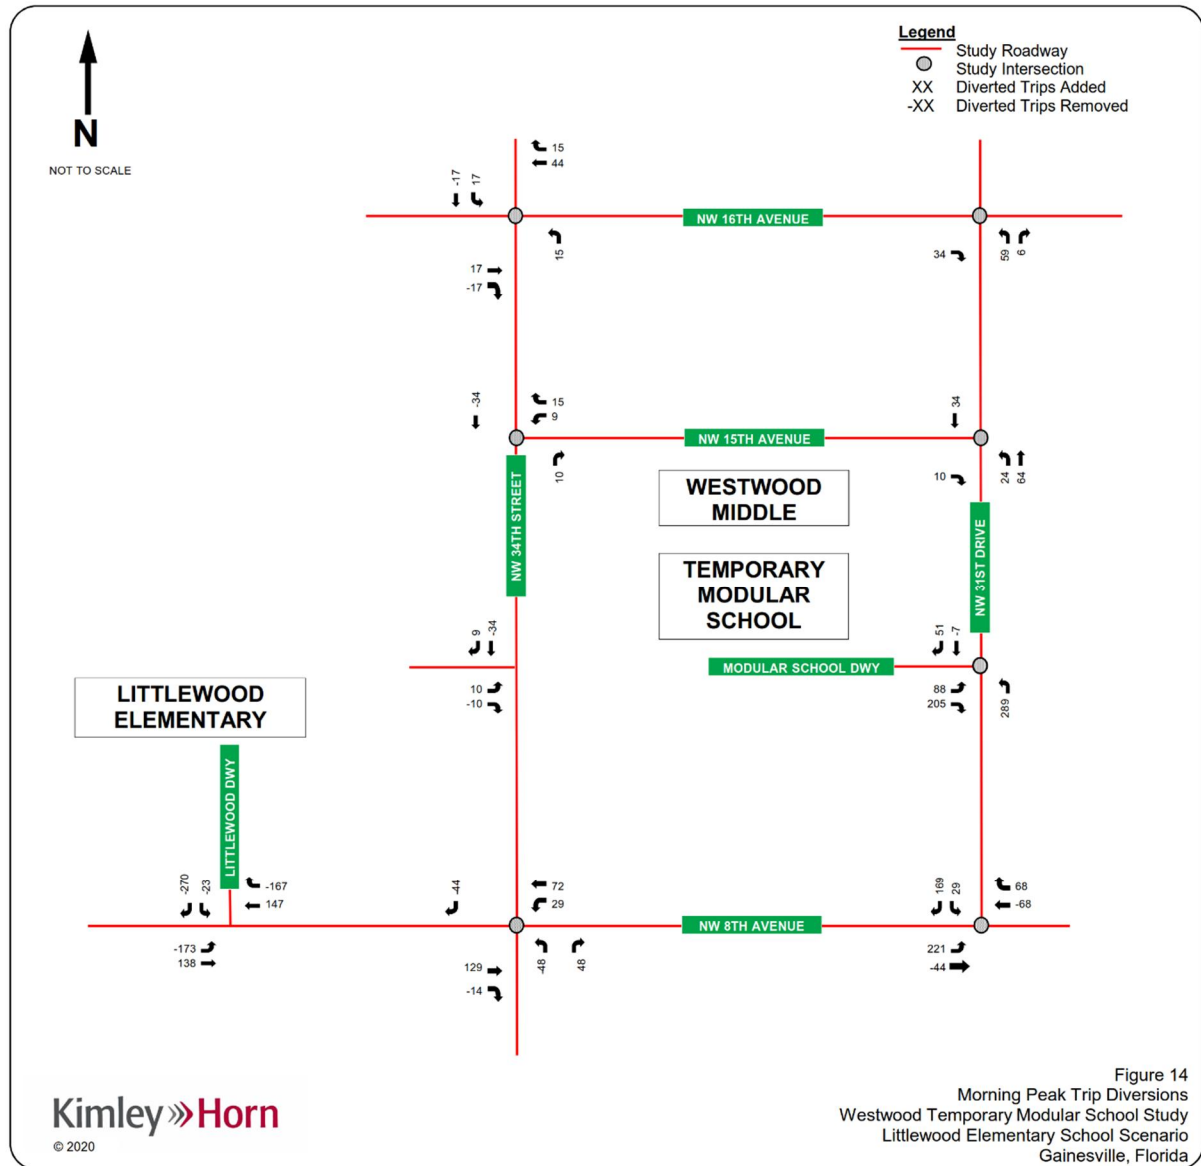 Legend
Study Roadway
Study Intersection
XX Diverted Trips Added
-XX Diverted Trips Removed
N
NOT TO SCALE
15
44
-17 17
NW 16TH AVENUE
15
34
59 6
17
-17
-34
15
9
34
NW 15TH AVENUE
10
10
24 64
WESTWOOD
MIDDLE
NW 34TH STREET
NW 31ST DRIVE
TEMPORARY
MODULAR
SCHOOL
9 -34
51 -7
MODULAR SCHOOL DWY
10
-10
88
205
289
LITTLEWOOD
ELEMENTARY
LITTLEWOOD DWY
-270 -23
-167
147
-44
72
29
169 29
68
-68
NW 8TH AVENUE
-173
138
129
-14
-48 48
221
-44
Figure 14
Morning Peak Trip Diversions
Westwood Temporary Modular School Study
Littlewood Elementary School Scenario
Gainesville, Florida
Kimley»Horn
© 2020